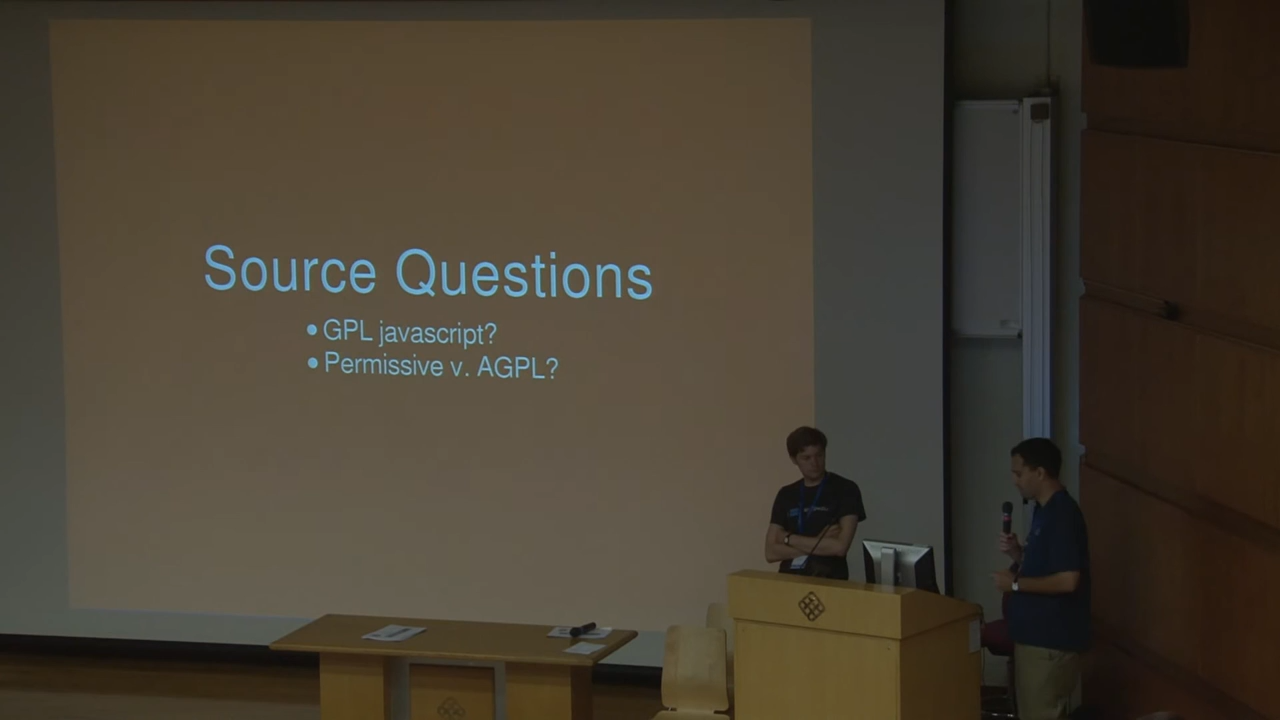 Source Questions
• GPL javascript?
• Permissive v. AGPL?